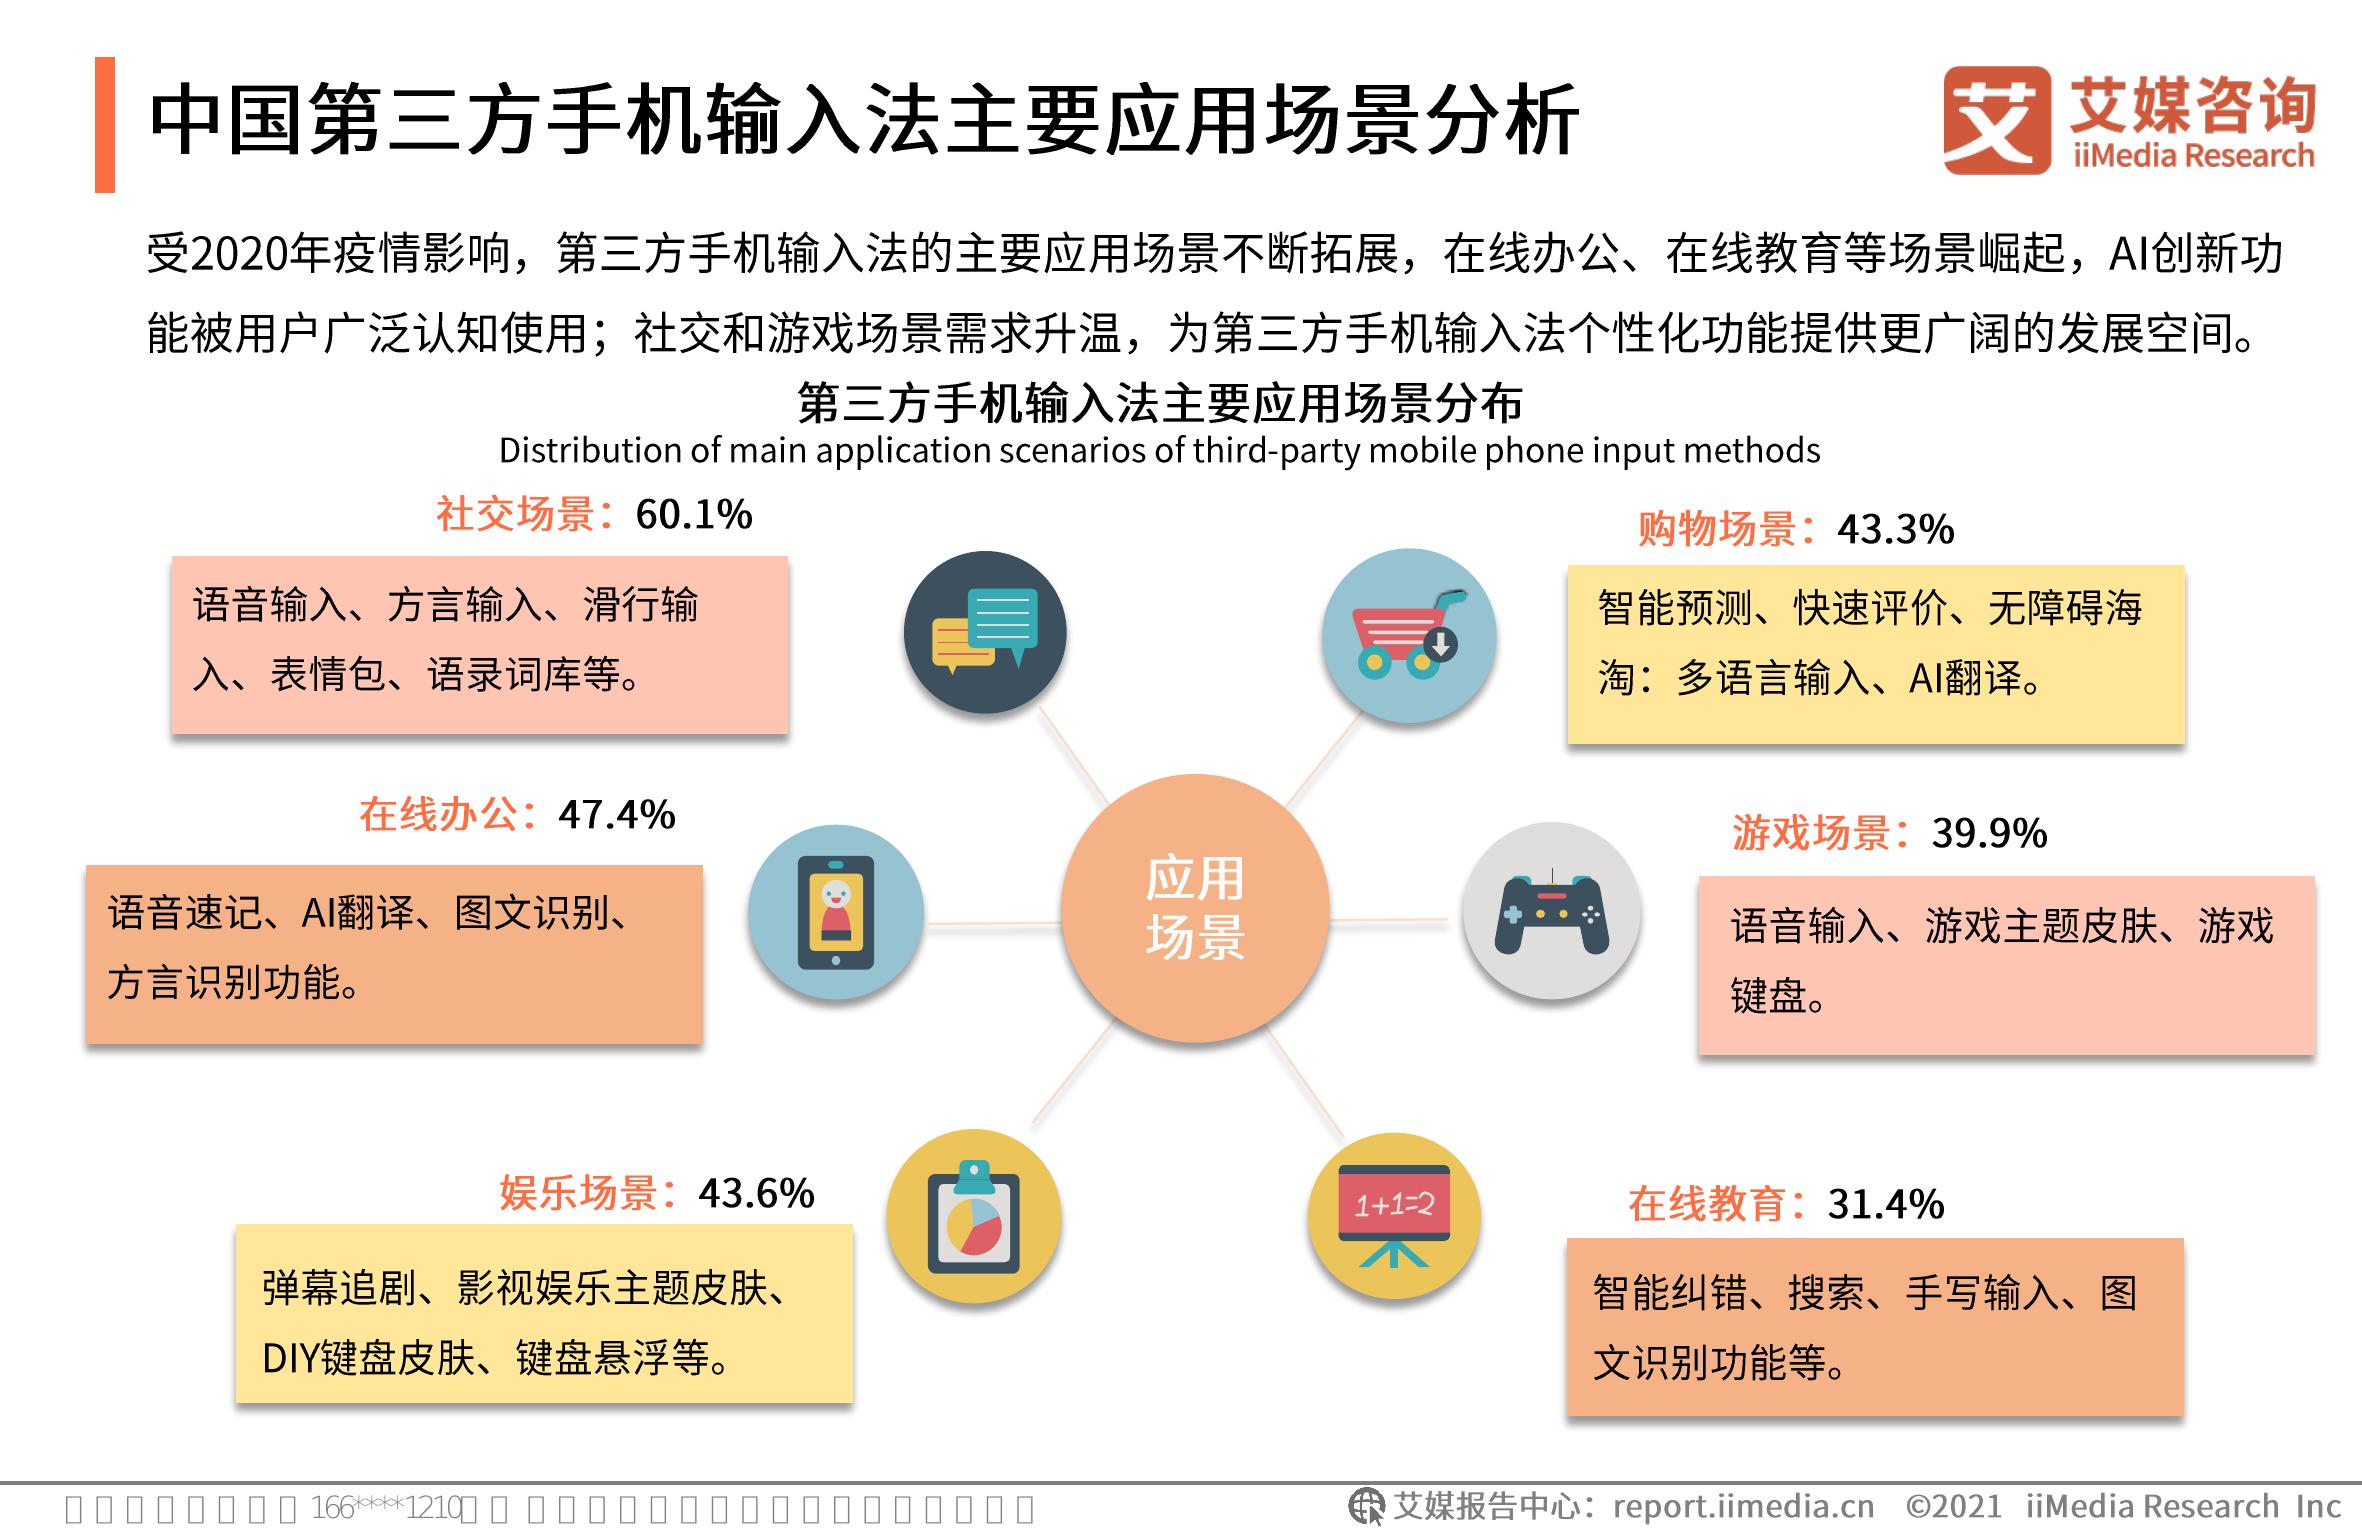 中国第三方手机输入法主要应用场景分析
艾
艾媒咨询
iiMedia Research
受2020年疫情影响，第三方手机输入法的主要应用场景不断拓展，在线办公、在线教育等场景崛起，AI创新功
能被用户广泛认知使用；社交和游戏场景需求升温，为第三方手机输入法个性化功能提供更广阔的发展空间。
第三方手机输入法主要应用场景分布
Distribution of main application scenarios of third-party mobile phone input methods
社交场景：60.1%
语音输入、方言输入、滑行输
入、表情包、语录词库等。
购物场景：43.3%
智能预测、快速评价、无障碍海
淘：多语言输入、AI翻译。
在线办公：47.4%
语音速记、AI翻译、图文识别、
方言识别功能。
应用
场景
游戏场景：39.9%
语音输入、游戏主题皮肤、游戏
键盘。
娱乐场景：43.6%
弹幕追剧、影视娱乐主题皮肤、
DIY键盘皮肤、键盘悬浮等。
1+1=2
在线教育：31.4%
智能纠错、搜索、手写输入、图
文识别功能等。
166****1210
艾媒报告中心：report.iimedia.cn ©2021 iiMedia Research Inc